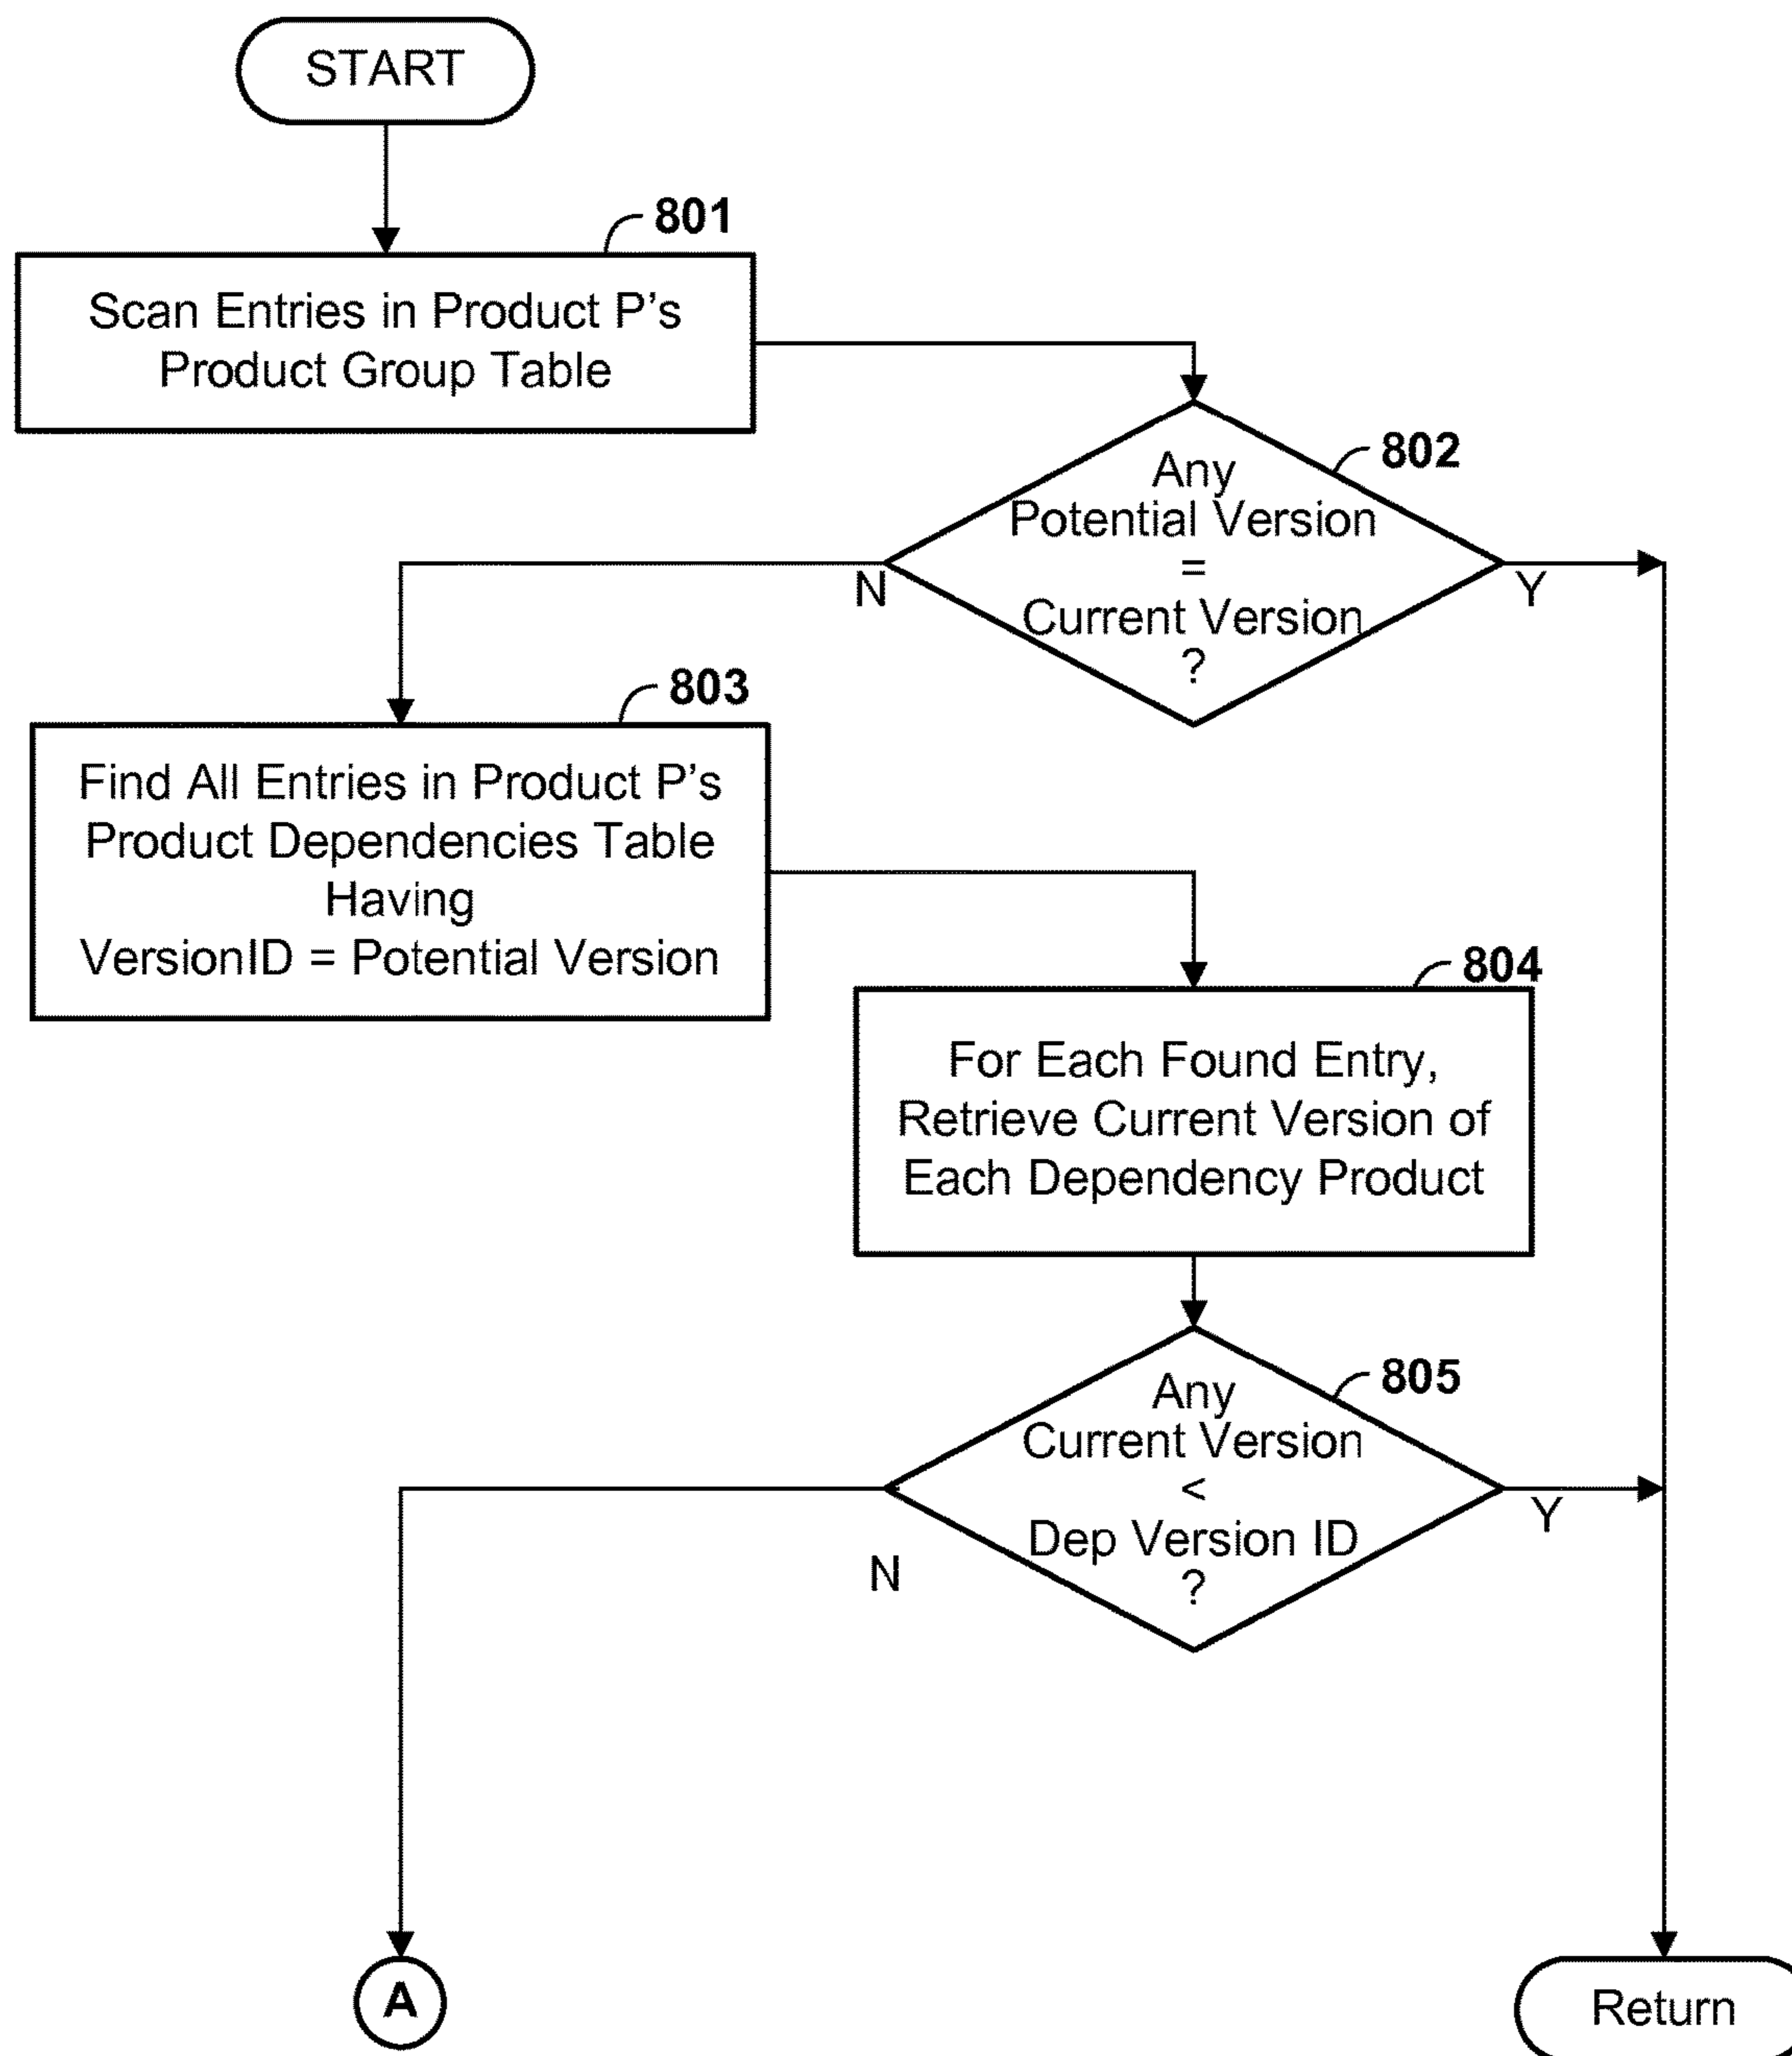 START
801
Scan Entries in Product P's
Product Group Table
802
Any
Potential Version
=
Current Version
?
N
Y
803
Find All Entries in Product P's
Product Dependencies Table
Having
VersionID = Potential Version
804
For Each Found Entry,
Retrieve Current Version of
Each Dependency Product
805
Any
Current Version
<
Dep Version ID
?
Y
N
A
Return